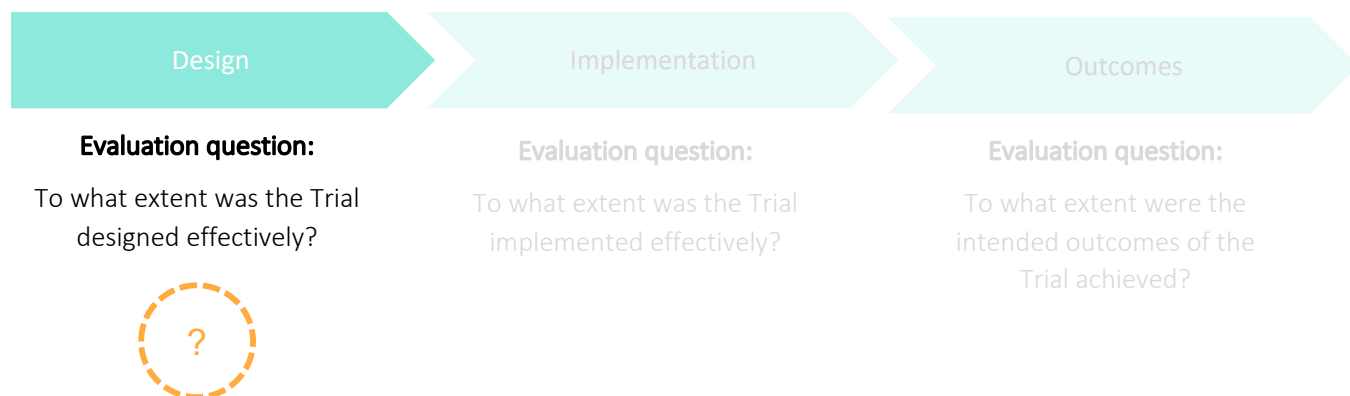 Design
Implementation
Outcomes
Evaluation question:
To what extent was the Trial
designed effectively?
?
Evaluation question:
To what extent was the Trial
implemented effectively?
Evaluation question:
To what extent were the
intended outcomes of the
Trial achieved?